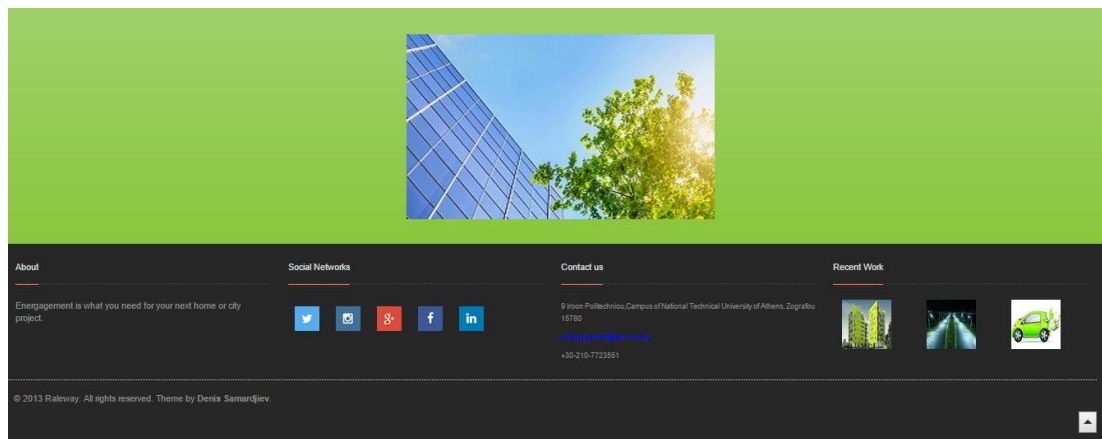 About
Energagement is what you need for your next home or city
project.
Social Networks
g+
f
in
Contact us
9 Iroon Politechniou,Campus of National Technical University of Athens, Zografou
15780
+30-210-7723551
Recent Work
© 2013 Raleway. All rights reserved. Theme by Denis Samardjiev.